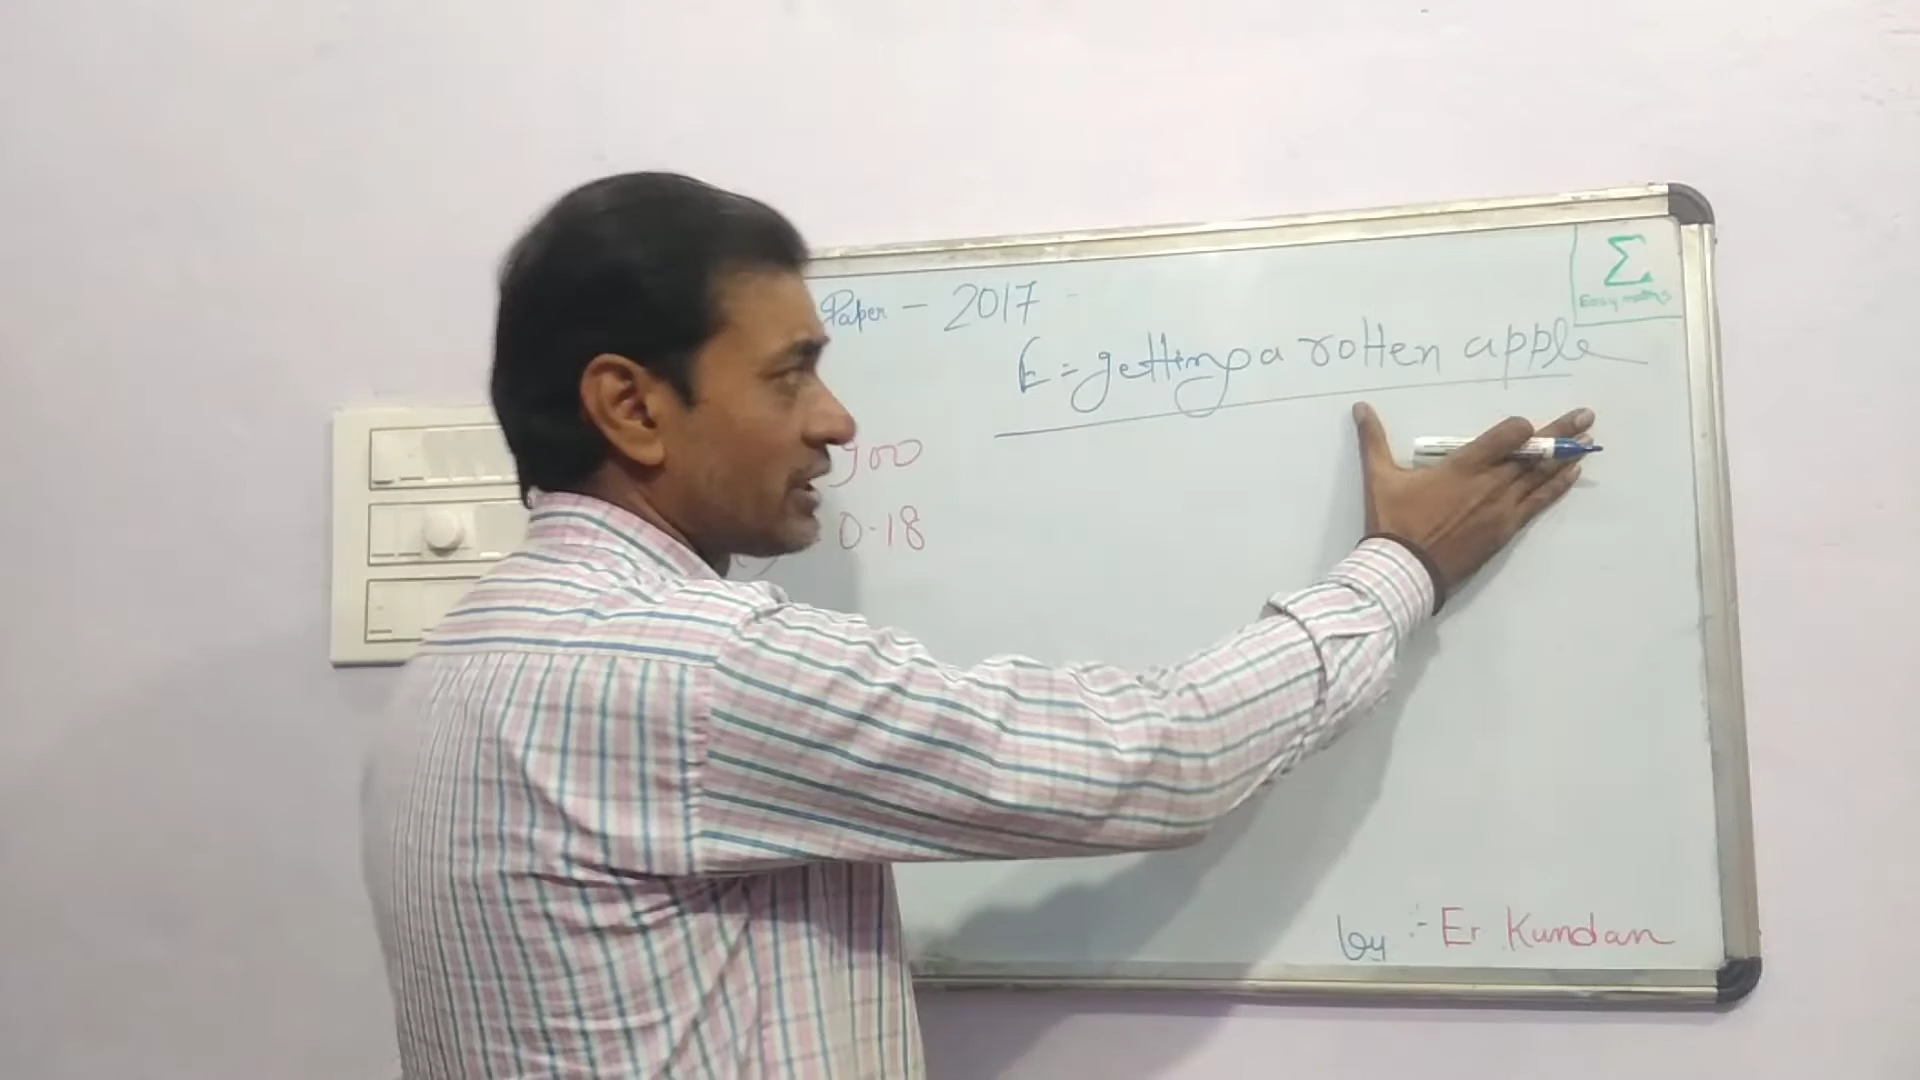 Paper - 2017
Σ
Easy maths
E = getting a rotten apple
900
0.18
by :- Er Kundan